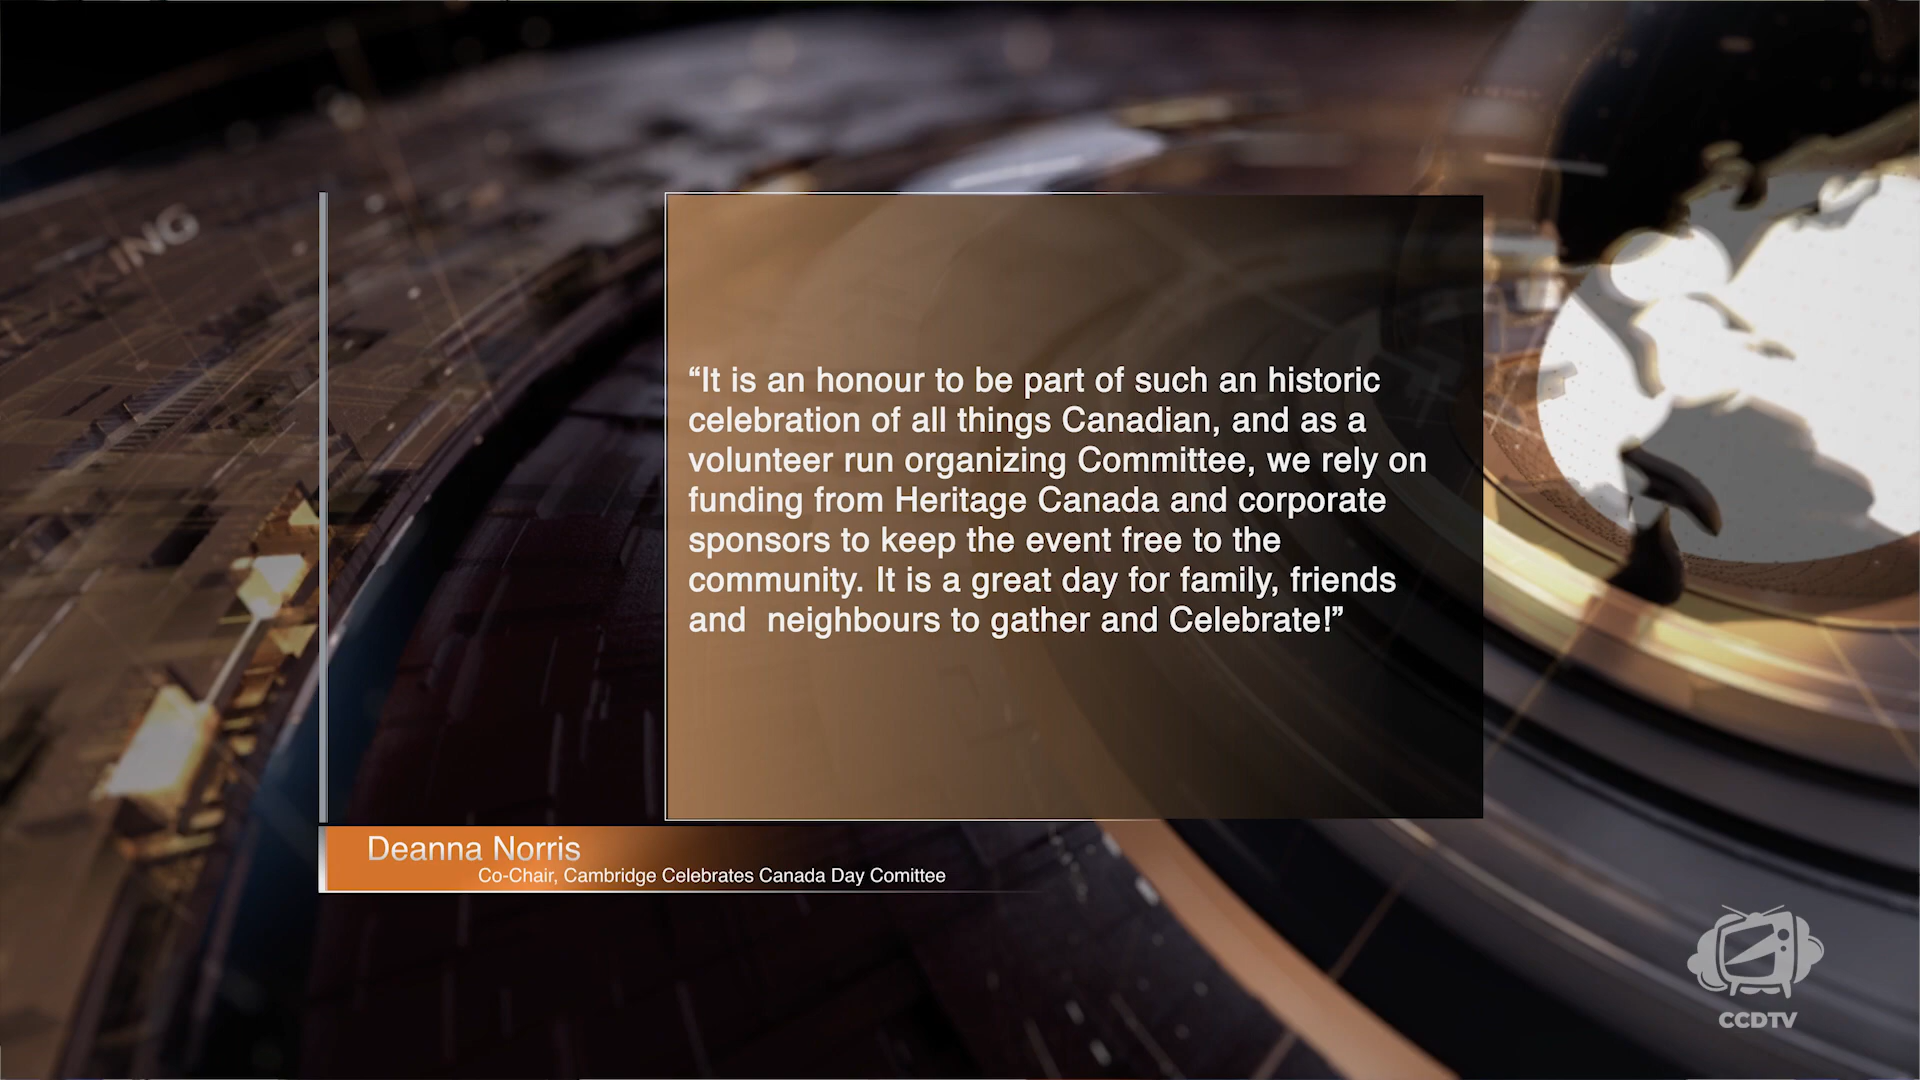 KING
“It is an honour to be part of such an historic
celebration of all things Canadian, and as a
volunteer run organizing Committee, we rely on
funding from Heritage Canada and corporate
sponsors to keep the event free to the
community. It is a great day for family, friends
and  neighbours to gather and Celebrate!”
Deanna Norris
Co-Chair, Cambridge Celebrates Canada Day Comittee
CCDTV